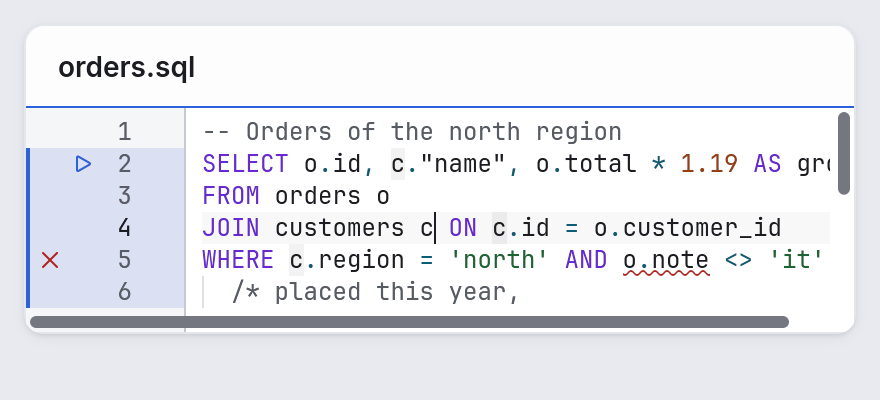 orders.sql
1 -- Orders of the north region
2 SELECT o.id, c."name", o.total * 1.19 AS
3 FROM orders o
4 JOIN customers c ON c.id = o.customer_id
5 WHERE c.region = 'north' AND o.note <> 'it'
6 /* placed this year,